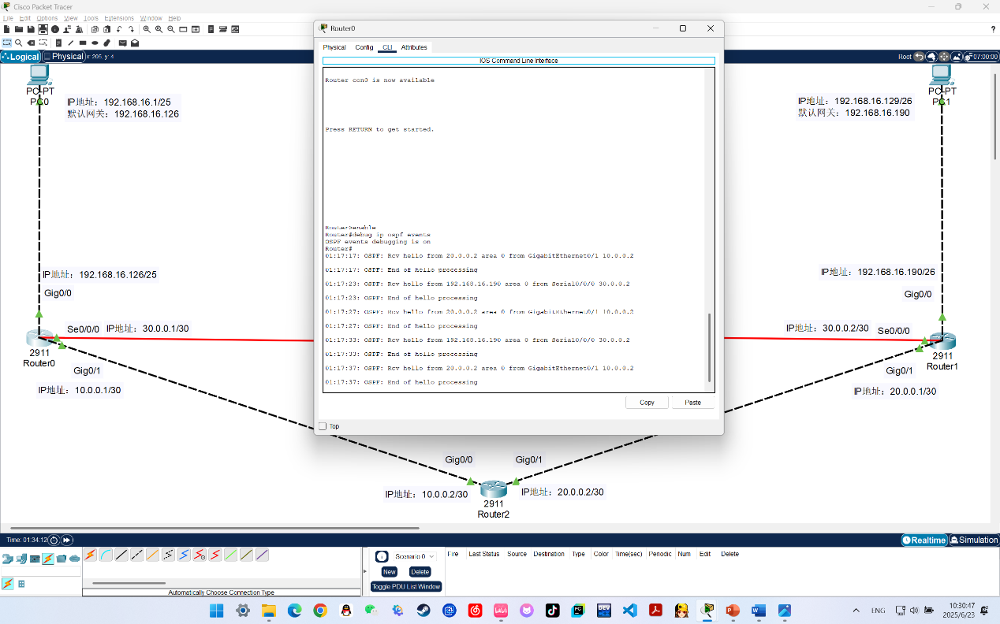 Cisco Packet Tracer
File Edit Options View Tools Extensions Window Help
?
Logical Physical x: 205, y: 4
Root 07:00:00
PC-PT
PC0
IP地址：192.168.16.1/25
默认网关：192.168.16.126
IP地址：192.168.16.129/26
默认网关：192.168.16.190
PC-PT
PC1
Router0
Physical Config CLI Attributes
IOS Command Line Interface
Router con0 is now available
Press RETURN to get started.
Router>enable
Router#debug ip ospf events
OSPF events debugging is on
Router#
01:17:17: OSPF: Rcv hello from 20.0.0.2 area 0 from GigabitEthernet0/1 10.0.0.2
01:17:17: OSPF: End of hello processing
01:17:23: OSPF: Rcv hello from 192.168.16.190 area 0 from Serial0/0/0 30.0.0.2
01:17:23: OSPF: End of hello processing
01:17:27: OSPF: Rcv hello from 20.0.0.2 area 0 from GigabitEthernet0/1 10.0.0.2
01:17:27: OSPF: End of hello processing
01:17:33: OSPF: Rcv hello from 192.168.16.190 area 0 from Serial0/0/0 30.0.0.2
01:17:33: OSPF: End of hello processing
01:17:37: OSPF: Rcv hello from 20.0.0.2 area 0 from GigabitEthernet0/1 10.0.0.2
01:17:37: OSPF: End of hello processing
Copy Paste
Top
IP地址：192.168.16.126/25
Gig0/0
Se0/0/0 IP地址：30.0.0.1/30
2911
Router0
Gig0/1
IP地址：10.0.0.1/30
IP地址：192.168.16.190/26
Gig0/0
IP地址：30.0.0.2/30 Se0/0/0
2911
Router1
Gig0/1
IP地址：20.0.0.1/30
Gig0/0 Gig0/1
IP地址：10.0.0.2/30 IP地址：20.0.0.2/30
2911
Router2
Time: 01:34:12
Realtime Simulation
Scenario 0
New Delete
Toggle PDU List Window
Fire Last Status Source Destination Type Color Time(sec) Periodic Num Edit Delete
Automatically Choose Connection Type
ENG
10:30:47
2025/6/23